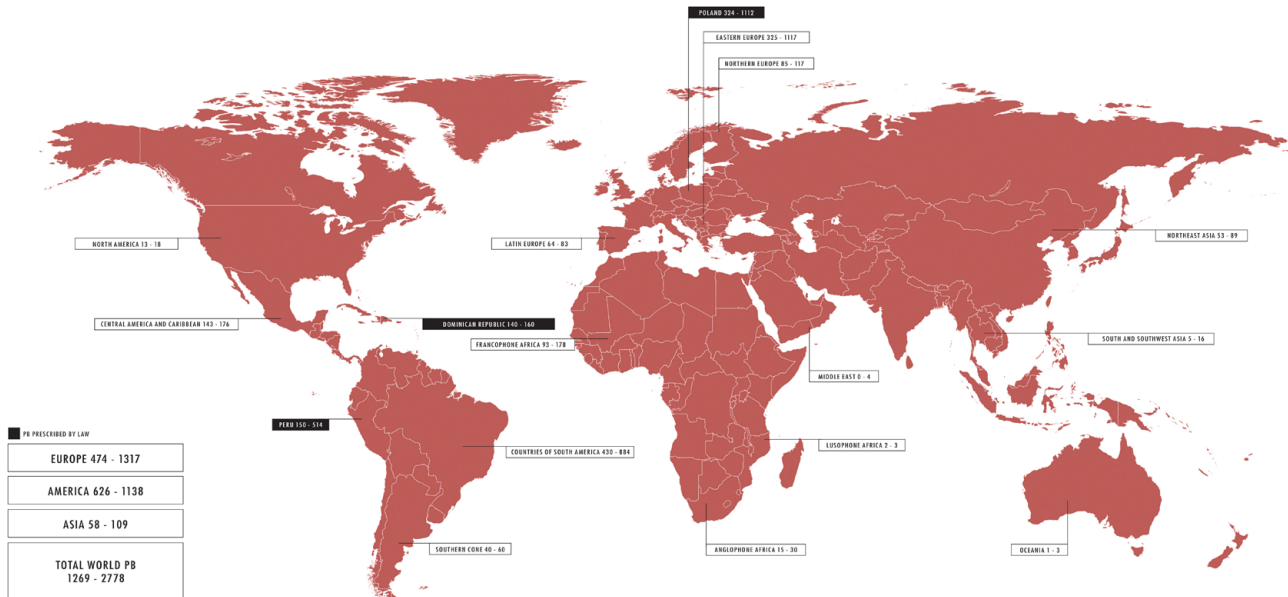 POLAND 324 - 1112
EASTERN EUROPE 325 - 1117
NORTHERN EUROPE 85 - 117
NORTH AMERICA 13 - 18
LATIN EUROPE 64 - 83
NORTHEAST ASIA 53 - 89
CENTRAL AMERICA AND CARIBBEAN 143 - 176
DOMINICAN REPUBLIC 140 - 160
FRANCOPHONE AFRICA 93 - 178
SOUTH AND SOUTHWEST ASIA 5 - 16
MIDDLE EAST 0 - 4
PERU 150 - 514
COUNTRIES OF SOUTH AMERICA 430 - 884
LUSOPHONE AFRICA 2 - 3
SOUTHERN CONE 40 - 60
ANGLOPHONE AFRICA 15 - 30
OCEANIA 1 - 3
PB PRESCRIBED BY LAW
EUROPE 474 - 1317
AMERICA 626 - 1138
ASIA 58 - 109
TOTAL WORLD PB
1269 - 2778